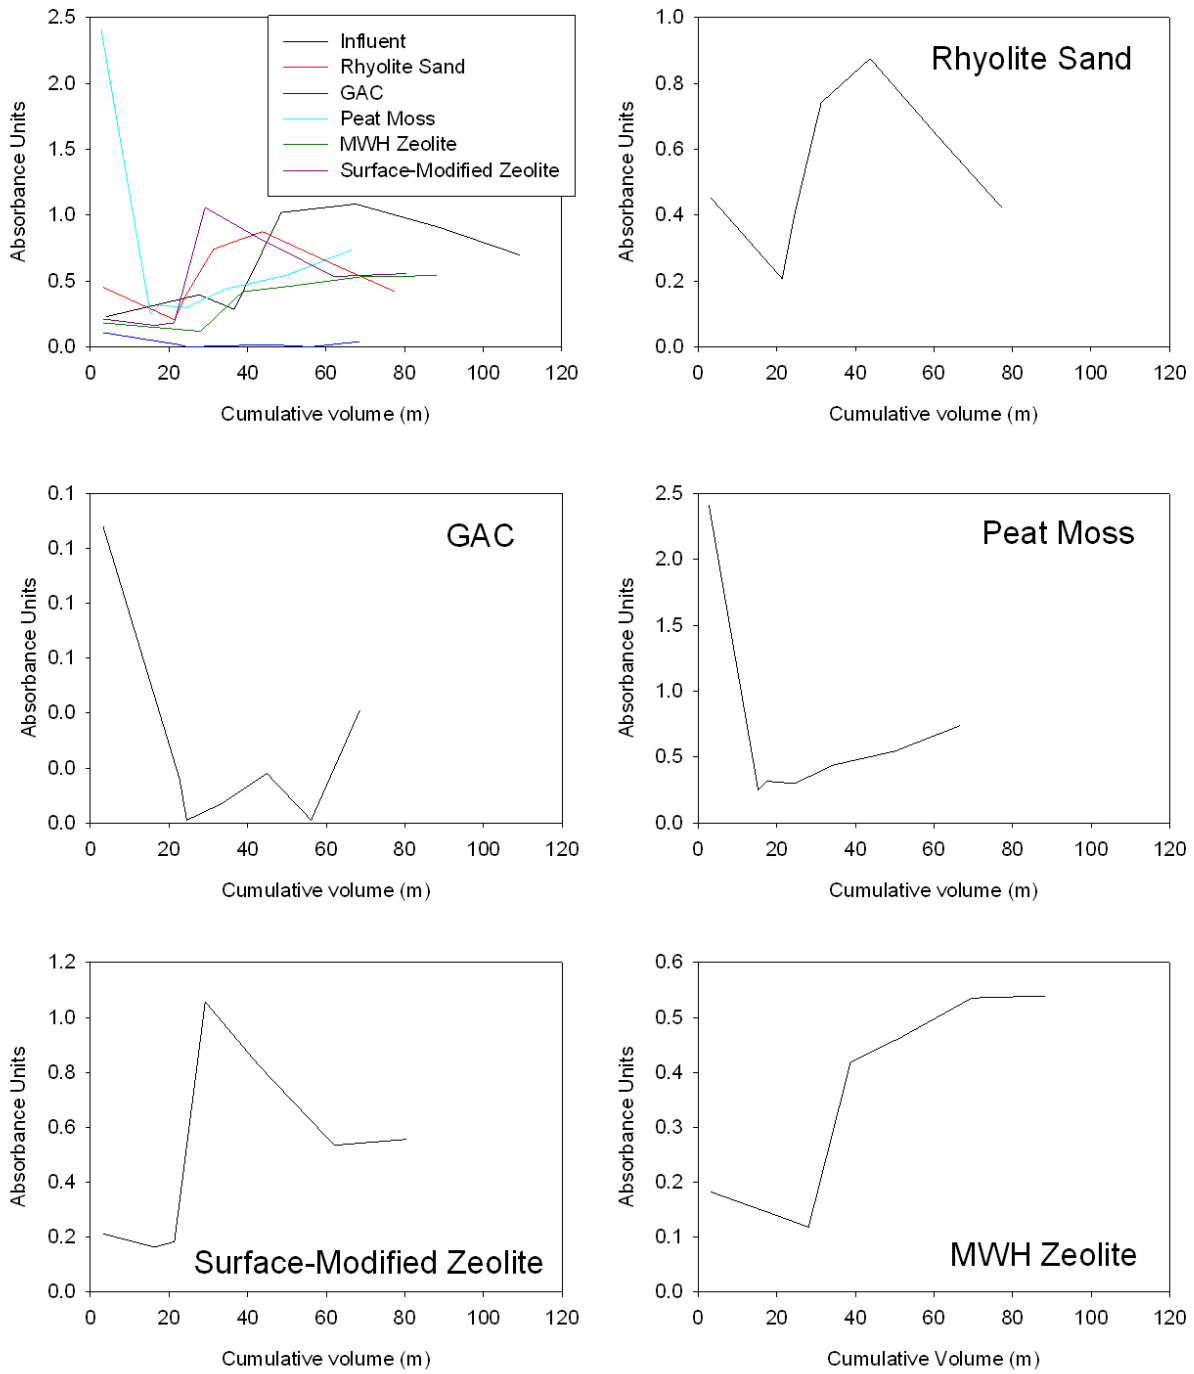 2.5
2.0
1.5
1.0
0.5
0.0
Absorbance Units
Influent
Rhyolite Sand
GAC
Peat Moss
MWH Zeolite
Surface-Modified Zeolite
0 20 40 60 80 100 120
Cumulative volume (m)
1.0
0.8
0.6
0.4
0.2
0.0
Absorbance Units
Rhyolite Sand
0 20 40 60 80 100 120
Cumulative volume (m)
0.1
0.1
0.1
0.1
0.0
0.0
0.0
Absorbance Units
GAC
0 20 40 60 80 100 120
Cumulative volume (m)
2.5
2.0
1.5
1.0
0.5
0.0
Absorbance Units
Peat Moss
0 20 40 60 80 100 120
Cumulative volume (m)
1.2
1.0
0.8
0.6
0.4
0.2
0.0
Absorbance Units
Surface-Modified Zeolite
0 20 40 60 80 100 120
Cumulative volume (m)
0.6
0.5
0.4
0.3
0.2
0.1
0.0
Absorbance Units
MWH Zeolite
0 20 40 60 80 100 120
Cumulative Volume (m)